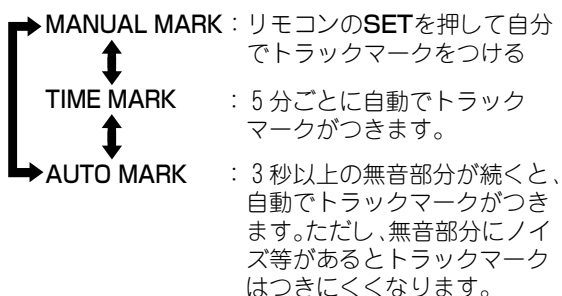 MANUAL MARK : リモコンのSETを押して自分
でトラックマークをつける
TIME MARK : 5分ごとに自動でトラック
マークがつきます。
AUTO MARK : 3秒以上の無音部分が続くと、
自動でトラックマークがつき
ます。ただし、無音部分にノイ
ズ等があるとトラックマーク
はつきにくくなります。